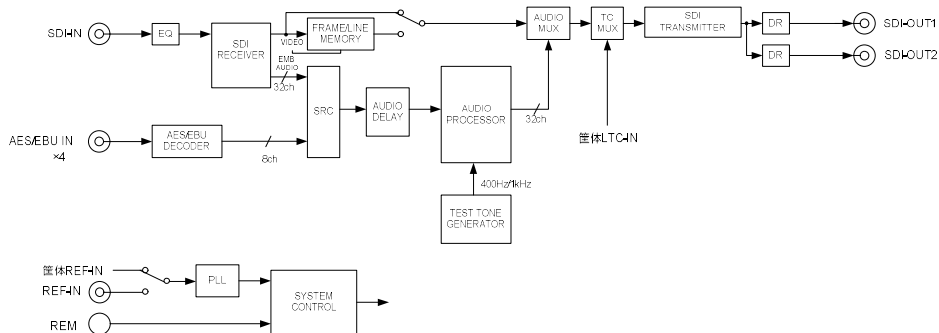 SDI-IN
EQ
SDI
RECEIVER
VIDEO
FRAME/LINE
MEMORY
EMB
AUDIO
32ch
AUDIO
MUX
TC
MUX
SDI
TRANSMITTER
DR
SDI-OUT1
DR
SDI-OUT2
SRC
AUDIO
DELAY
AUDIO
PROCESSOR
32ch
筐体LTC-IN
AES/EBU IN
×4
AES/EBU
DECODER
8ch
400Hz/1kHz
TEST TONE
GENERATOR
筐体REF-IN
REF-IN
PLL
SYSTEM
CONTROL
REM